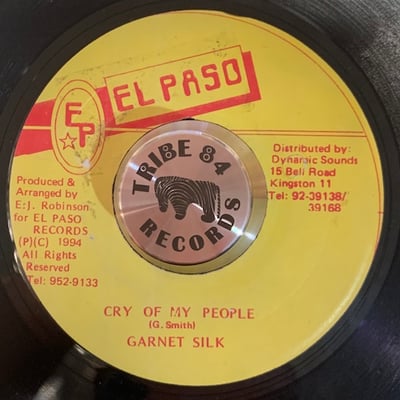 EL PASO
EP
TRIBE 84
RECORDS
Produced &
Arranged by
E.J. Robinson
for EL PASO
RECORDS
(P)(C) 1994
All Rights
Reserved
Tel: 952-9133
Distributed by:
Dynamic Sounds
15 Bell Road
Kingston 11
Tel: 92-39138/
39168
CRY OF MY PEOPLE
(G. Smith)
GARNET SILK